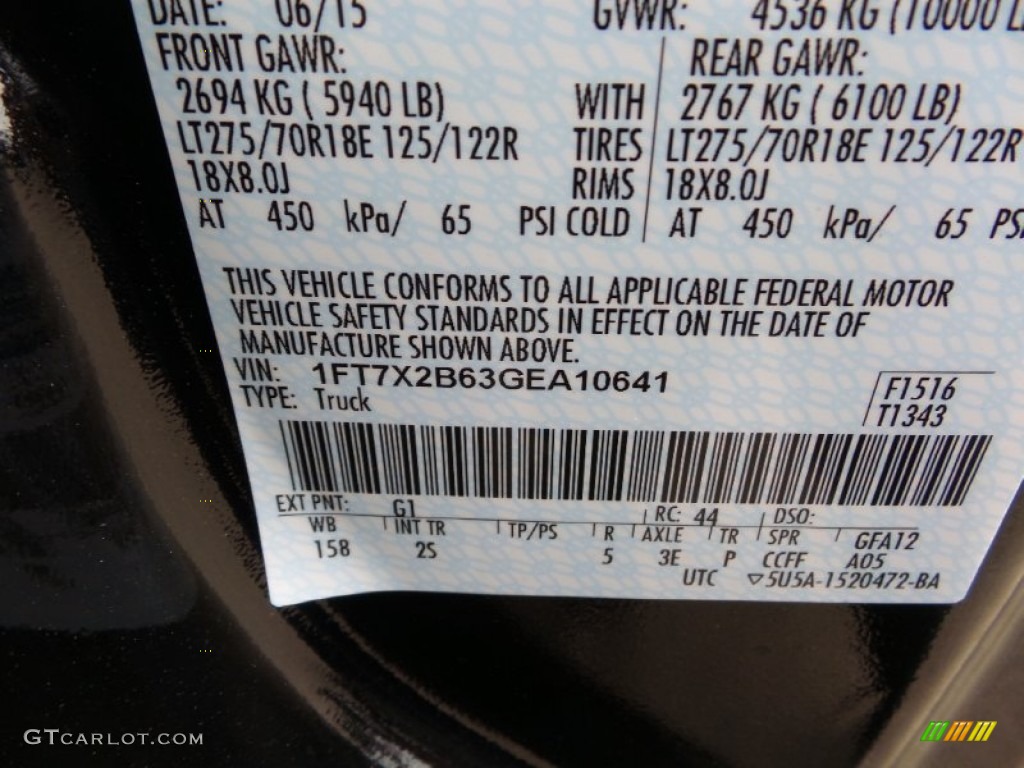 DATE: 06/15 GVWR: 4536 KG (10000 L
FRONT GAWR: REAR GAWR:
2694 KG ( 5940 LB) WITH 2767 KG ( 6100 LB)
LT275/70R18E 125/122R TIRES LT275/70R18E 125/122R
18X8.0J RIMS 18X8.0J
AT 450 kPa/ 65 PSI COLD AT 450 kPa/ 65 PSI
THIS VEHICLE CONFORMS TO ALL APPLICABLE FEDERAL MOTOR
VEHICLE SAFETY STANDARDS IN EFFECT ON THE DATE OF
MANUFACTURE SHOWN ABOVE.
VIN: 1FT7X2B63GEA10641 F1516
TYPE: Truck T1343
EXT PNT: G1 RC: 44 DSO:
WB INT TR TP/PS R AXLE TR SPR GFA12
158 2S 5 3E P CCFF A05
UTC ▽5U5A-1520472-BA
GTCARLOT.COM